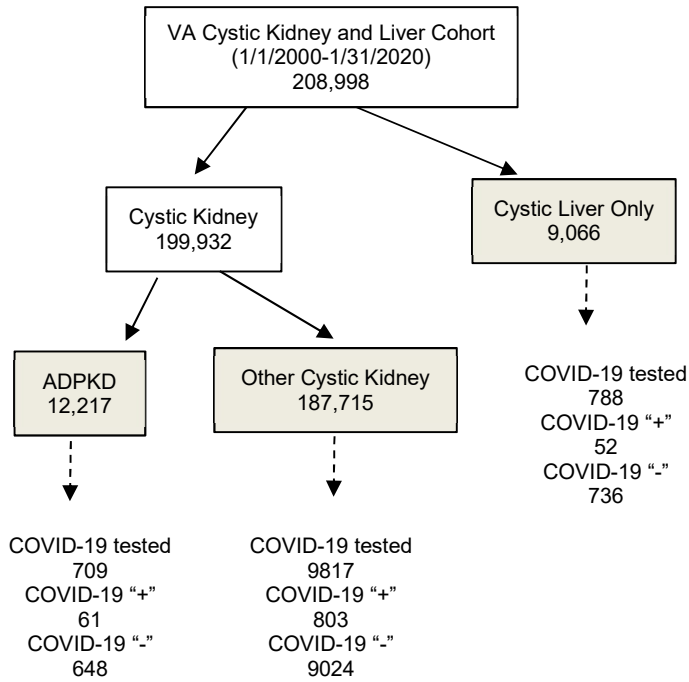 VA Cystic Kidney and Liver Cohort
(1/1/2000-1/31/2020)
208,998
Cystic Kidney
199,932
Cystic Liver Only
9,066
ADPKD
12,217
Other Cystic Kidney
187,715
COVID-19 tested
788
COVID-19 “+”
52
COVID-19 “-”
736
COVID-19 tested
709
COVID-19 “+”
61
COVID-19 “-”
648
COVID-19 tested
9817
COVID-19 “+”
803
COVID-19 “-”
9024